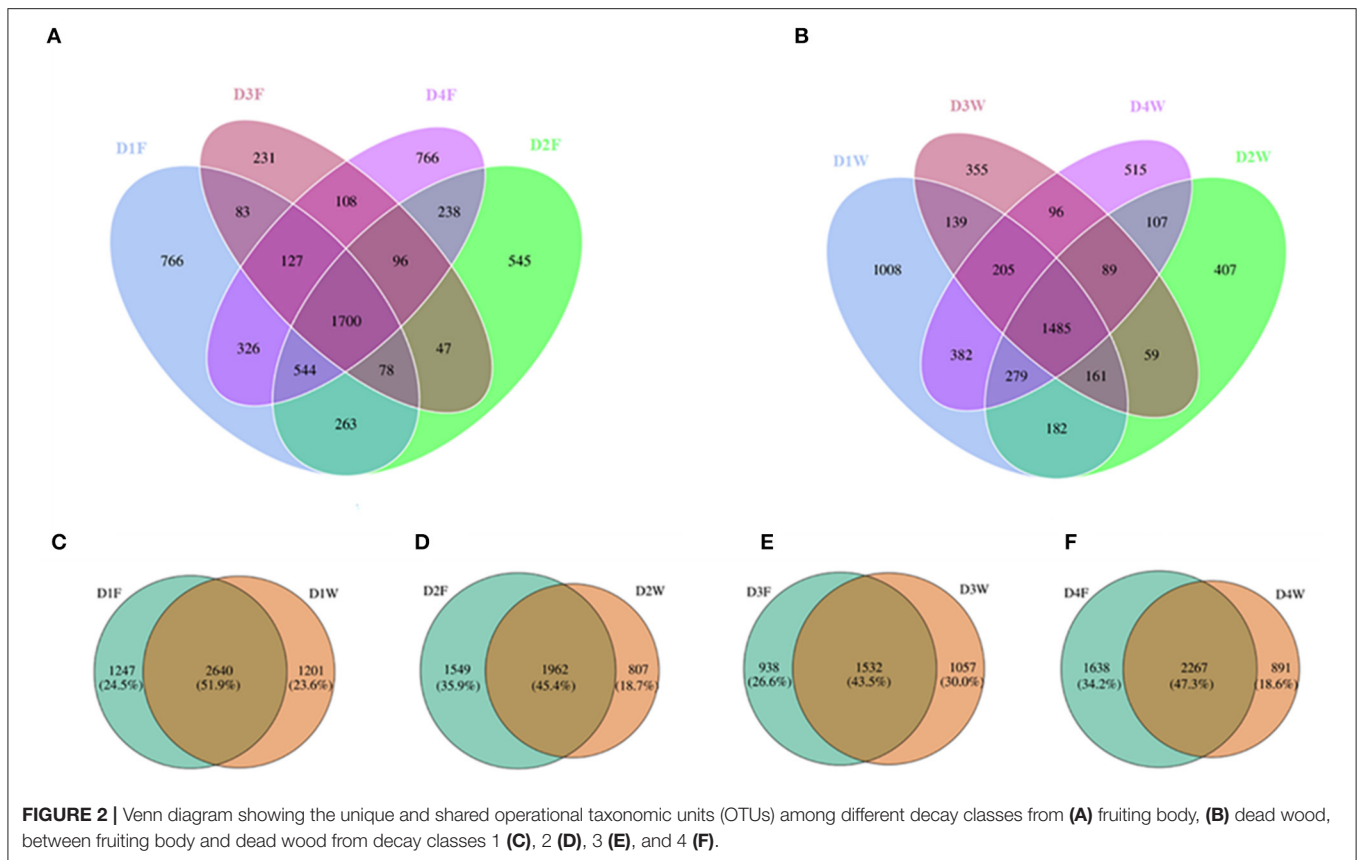 A
B
D3F
D4F
D1F
D2F
231
766
108
83
238
766
127
96
545
1700
326
47
544
78
263
D3W
D4W
D1W
D2W
355
515
96
139
107
1008
205
89
407
1485
382
59
279
161
182
C
D
E
F
D1F
D1W
1247
(24.5%)
2640
(51.9%)
1201
(23.6%)
D2F
D2W
1549
(35.9%)
1962
(45.4%)
807
(18.7%)
D3F
D3W
938
(26.6%)
1532
(43.5%)
1057
(30.0%)
D4F
D4W
1638
(34.2%)
2267
(47.3%)
891
(18.6%)
FIGURE 2 | Venn diagram showing the unique and shared operational taxonomic units (OTUs) among different decay classes from (A) fruiting body, (B) dead wood,
between fruiting body and dead wood from decay classes 1 (C), 2 (D), 3 (E), and 4 (F).